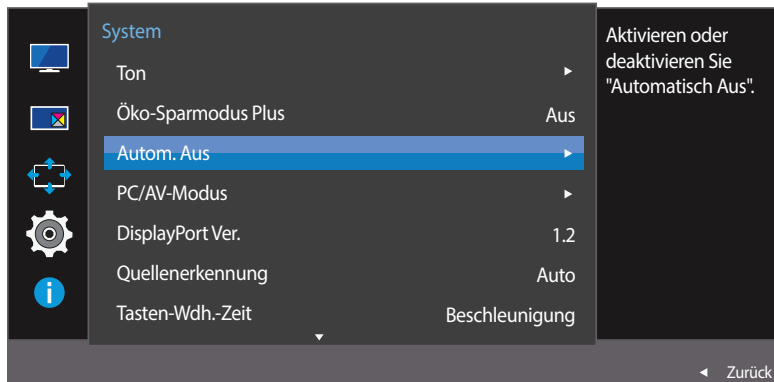 System
Ton
Öko-Sparmodus Plus Aus
Autom. Aus
PC/AV-Modus
DisplayPort Ver. 1.2
Quellenerkennung Auto
Tasten-Wdh.-Zeit Beschleunigung
Aktivieren oder
deaktivieren Sie
"Automatisch Aus".
Zurück